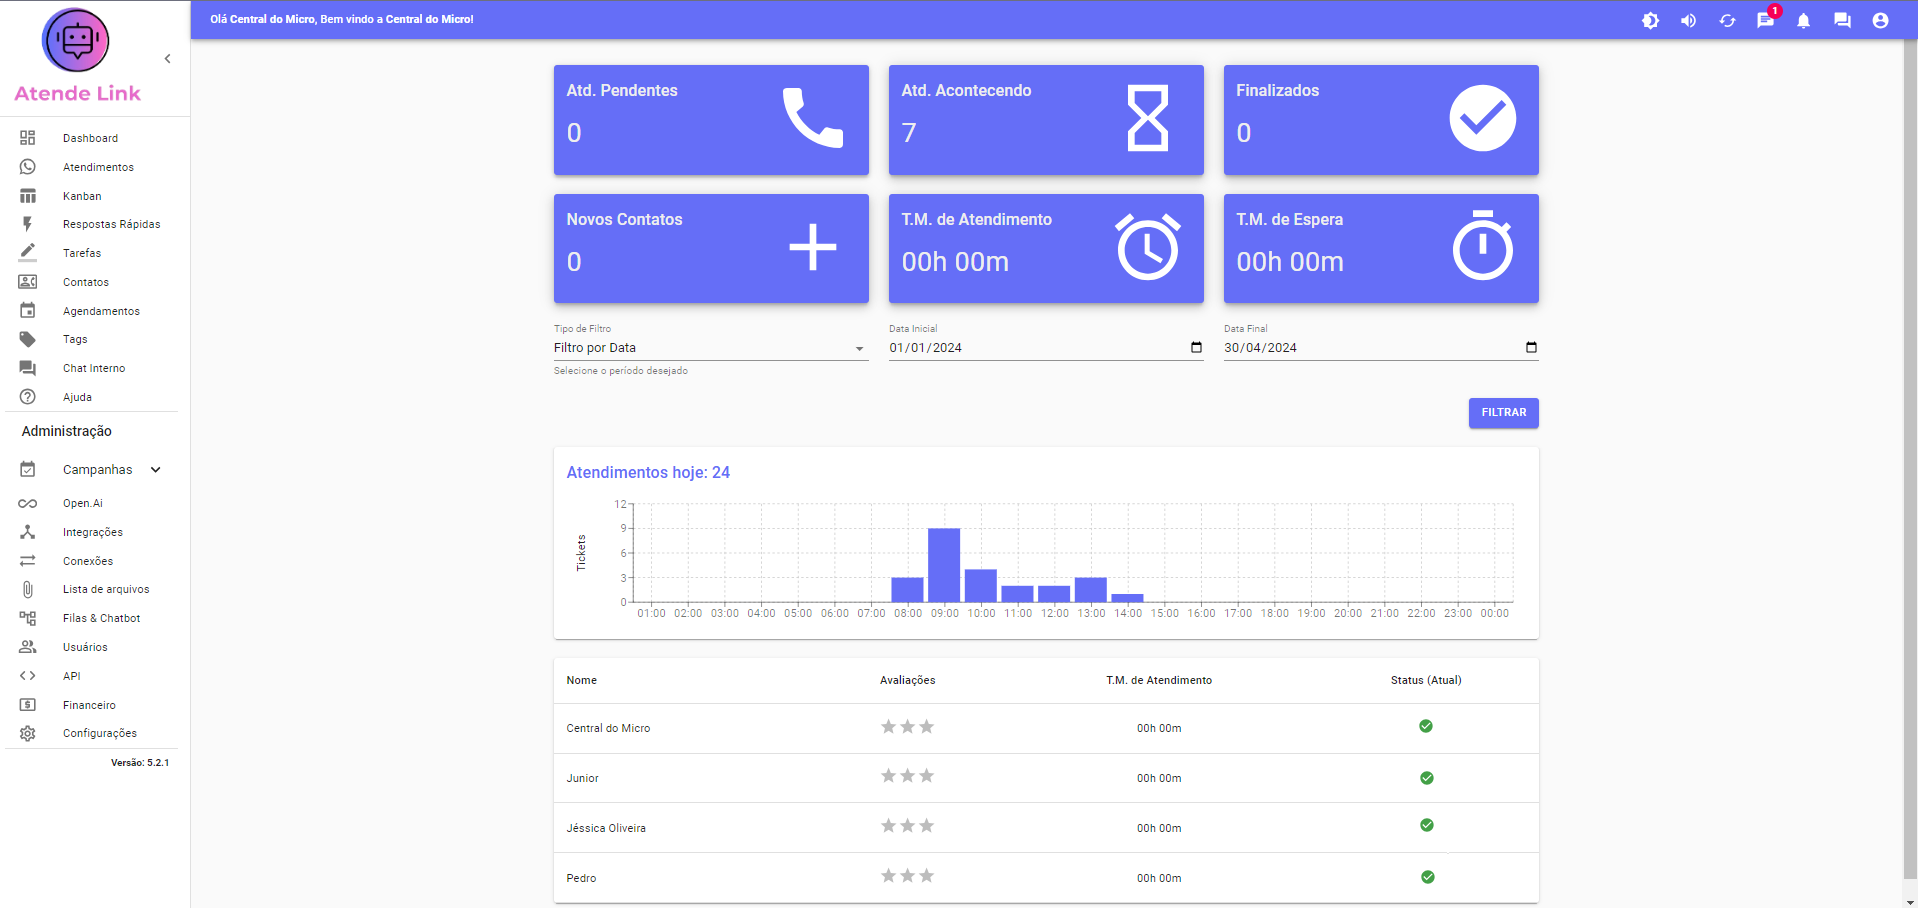 Atende Link
Olá Central do Micro, Bem vindo a Central do Micro!
1
Dashboard
Atendimentos
Kanban
Respostas Rápidas
Tarefas
Contatos
Agendamentos
Tags
Chat Interno
Ajuda
Administração
Campanhas
Open.Ai
Integrações
Conexões
Lista de arquivos
Filas & Chatbot
Usuários
API
Financeiro
Configurações
Versão: 5.2.1
Atd. Pendentes
0
Atd. Acontecendo
7
Finalizados
0
Novos Contatos
0
T.M. de Atendimento
00h 00m
T.M. de Espera
00h 00m
Tipo de Filtro
Filtro por Data
Selecione o período desejado
Data Inicial
01/01/2024
Data Final
30/04/2024
FILTRAR
Atendimentos hoje: 24
Tickets
12
9
6
3
0
01:00 02:00 03:00 04:00 05:00 06:00 07:00 08:00 09:00 10:00 11:00 12:00 13:00 14:00 15:00 16:00 17:00 18:00 19:00 20:00 21:00 22:00 23:00 00:00
Nome Avaliações T.M. de Atendimento Status (Atual)
Central do Micro 00h 00m
Junior 00h 00m
Jéssica Oliveira 00h 00m
Pedro 00h 00m